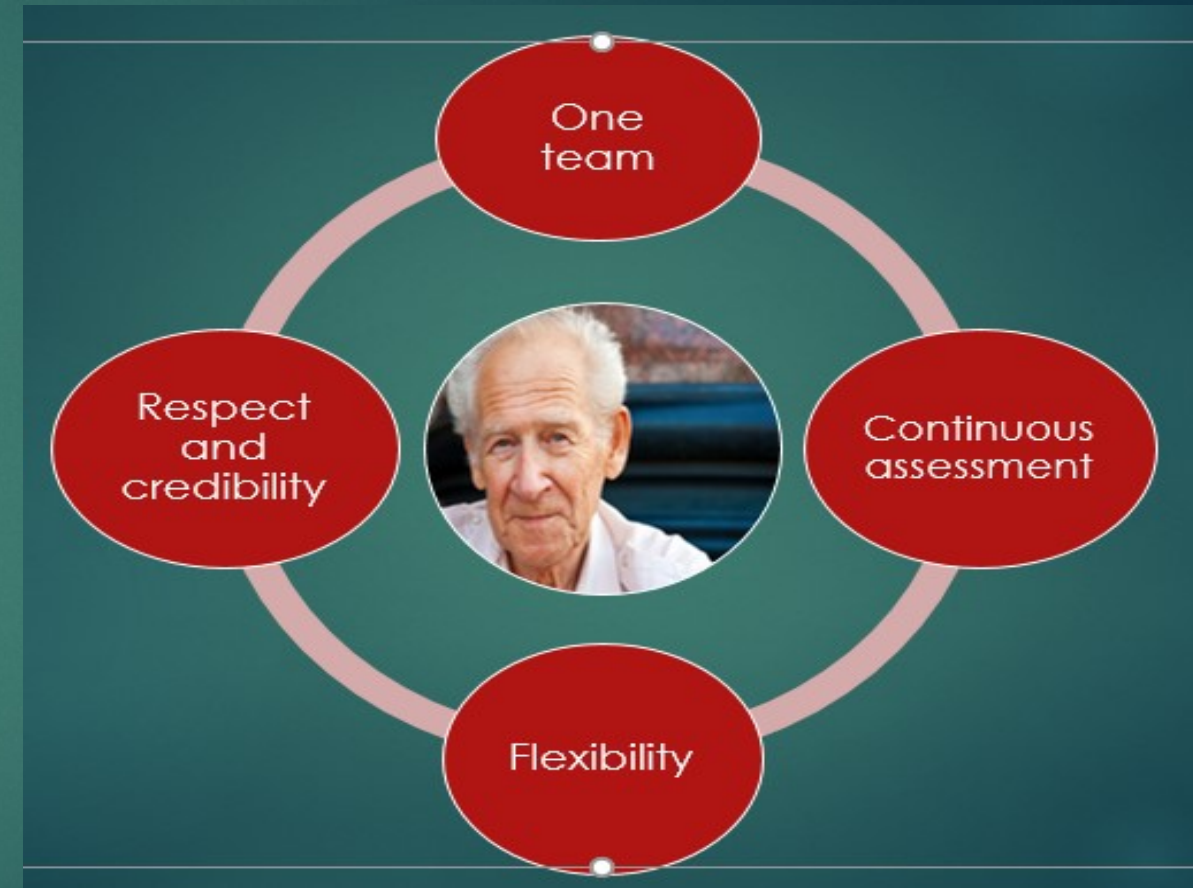 One
team
Respect
and
credibility
Continuous
assessment
Flexibility